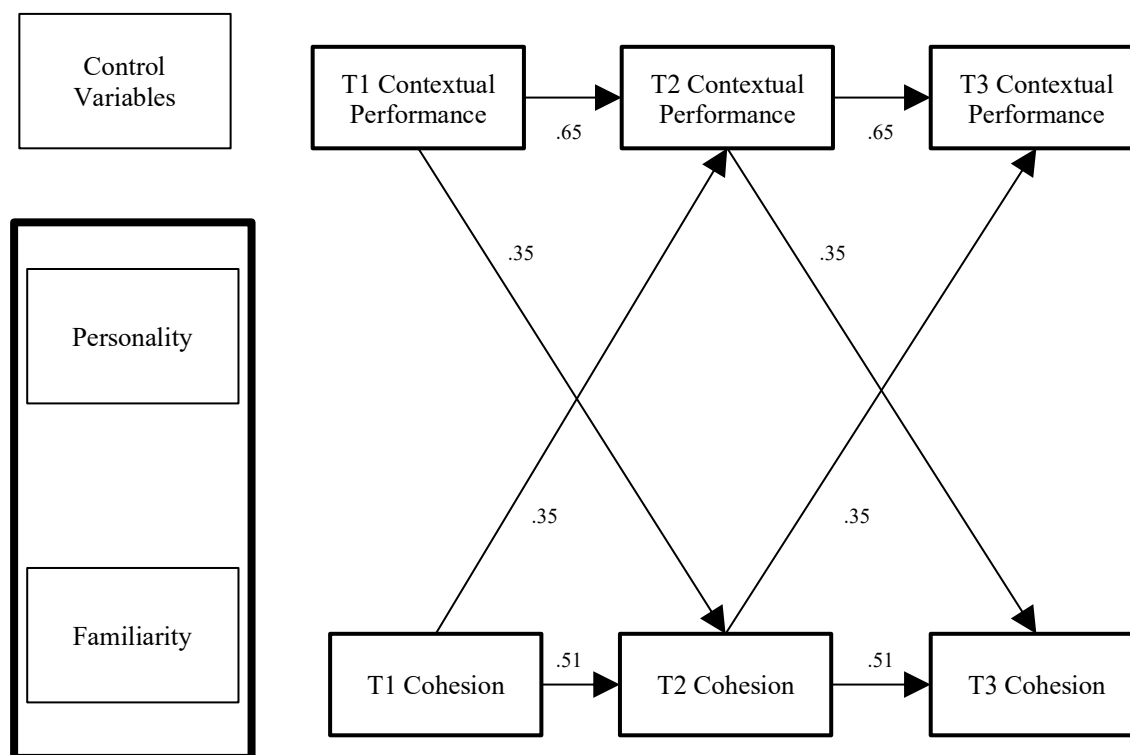 Control
Variables
T1 Contextual
Performance
.65
T2 Contextual
Performance
.65
T3 Contextual
Performance
Personality
Familiarity
.35
.35
.35
.35
T1 Cohesion
.51
T2 Cohesion
.51
T3 Cohesion